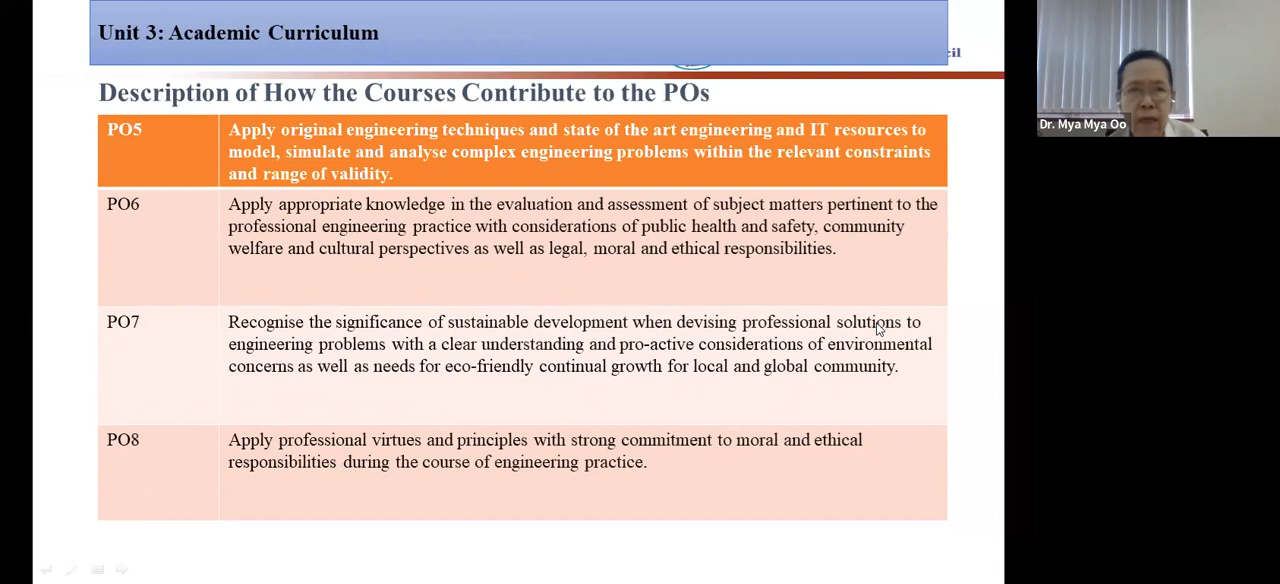 Unit 3: Academic Curriculum
cil
Description of How the Courses Contribute to the POs
PO5
Apply original engineering techniques and state of the art engineering and IT resources to
model, simulate and analyse complex engineering problems within the relevant constraints
and range of validity.
PO6
Apply appropriate knowledge in the evaluation and assessment of subject matters pertinent to the
professional engineering practice with considerations of public health and safety, community
welfare and cultural perspectives as well as legal, moral and ethical responsibilities.
PO7
Recognise the significance of sustainable development when devising professional solutions to
engineering problems with a clear understanding and pro-active considerations of environmental
concerns as well as needs for eco-friendly continual growth for local and global community.
PO8
Apply professional virtues and principles with strong commitment to moral and ethical
responsibilities during the course of engineering practice.
Dr. Mya Mya Oo